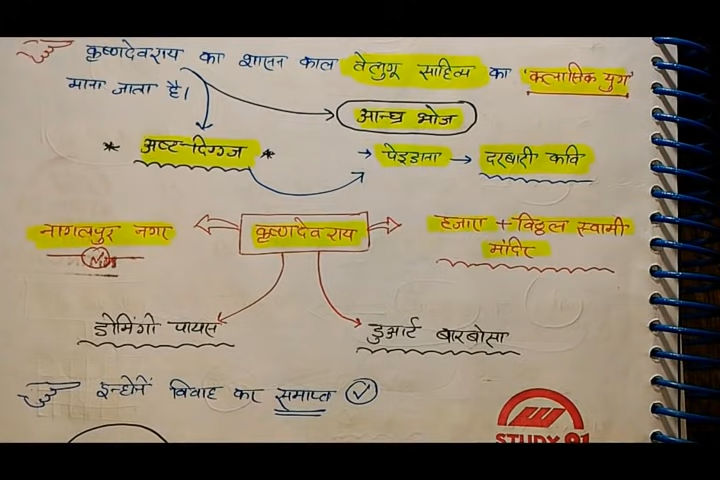 कृष्णदेवराय का शासन काल तेलुगू साहित्य का 'क्लासिक युग'
माना जाता है।
आन्ध्र भोज
* अष्ट-दिग्गज *
→ पेड्डाना → दरबारी कवि
नागलपुर नगर
कृष्णदेवराय
हजारा + विठ्ठल स्वामी
मंदिर
डोमिंगो पायस
डुआर्ट बारबोसा
इन्होनें विवाह कर समाप्त
STUDY 91